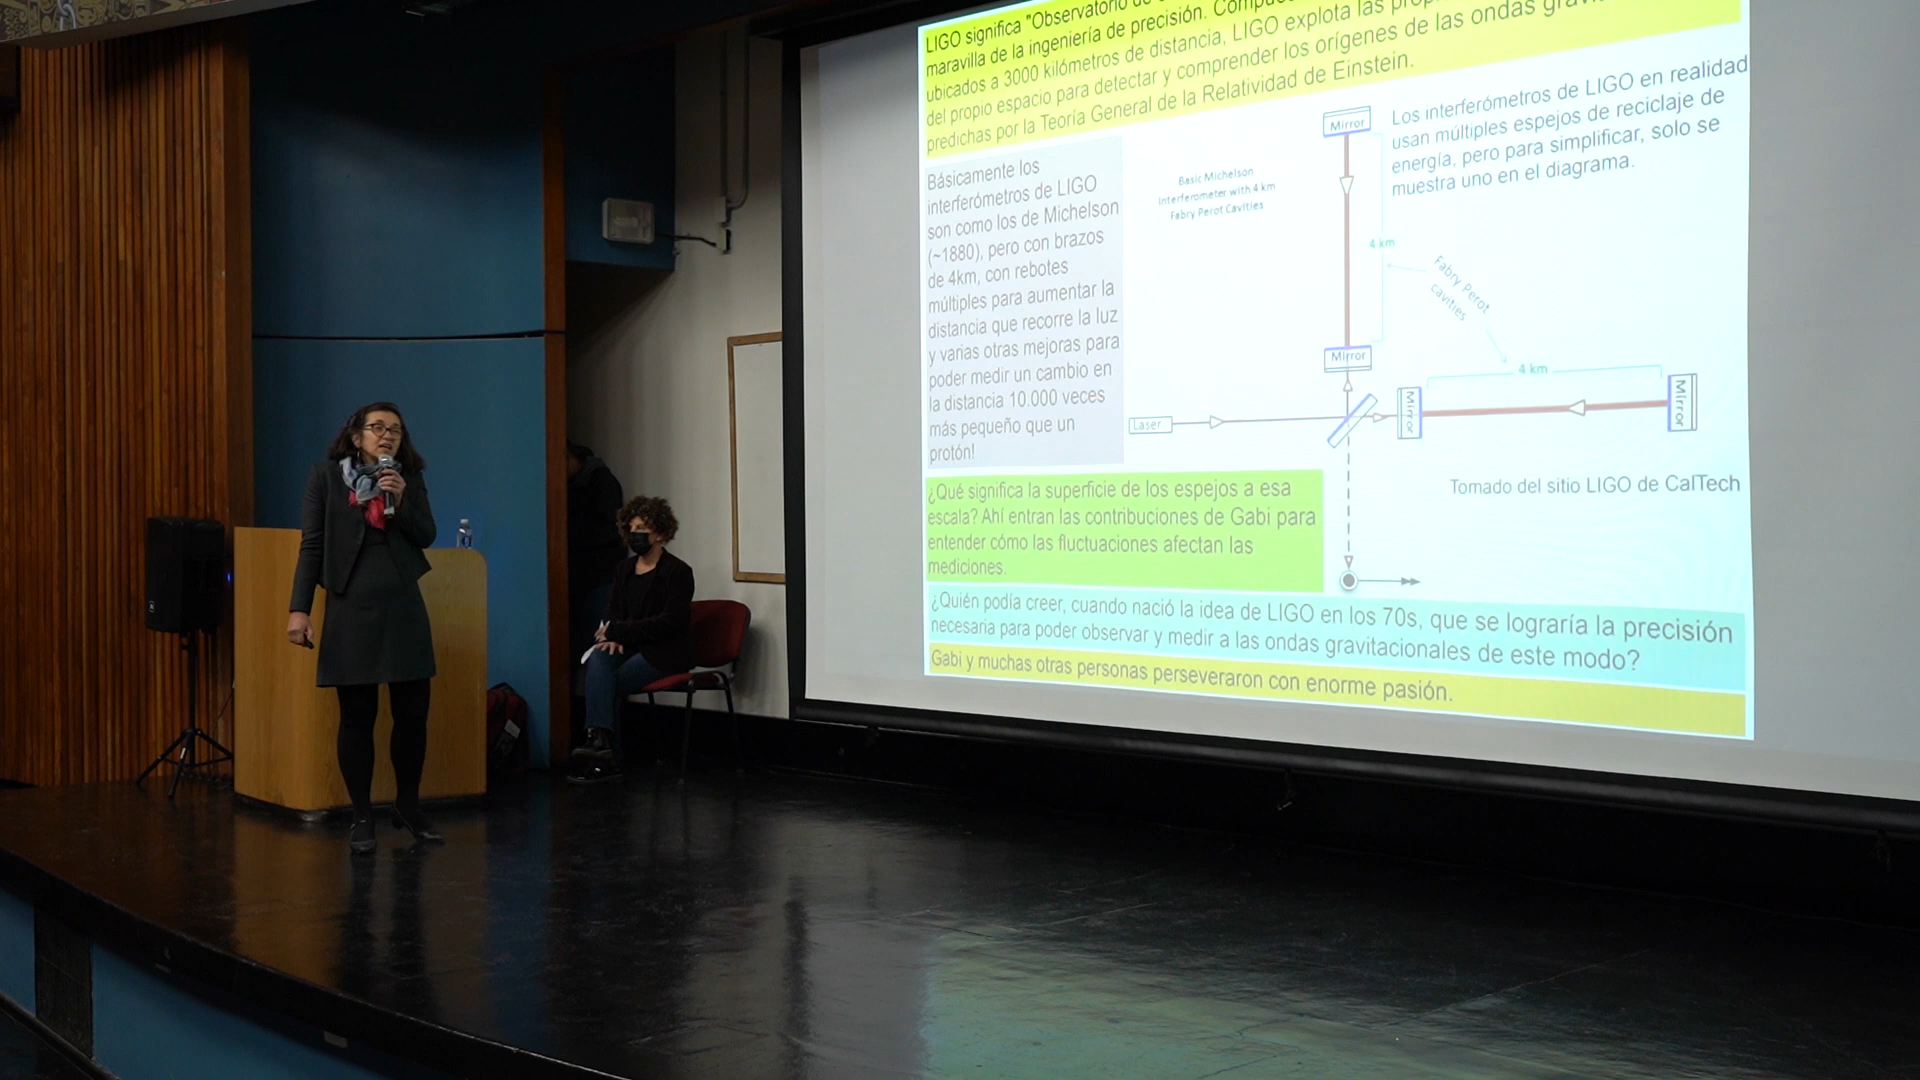 LIGO significa "Observatorio de
maravilla de la ingeniería de precisión.
ubicados a 3000 kilómetros de distancia, LIGO explota las
del propio espacio para detectar y comprender los orígenes de las ondas
predichas por la Teoría General de la Relatividad de Einstein.
Básicamente los
interferómetros de LIGO
son como los de Michelson
(~1880), pero con brazos
de 4km, con rebotes
múltiples para aumentar la
distancia que recorre la luz
y varias otras mejoras para
poder medir un cambio en
la distancia 10.000 veces
más pequeño que un
protón!
Basic Michelson
Interferometer with 4 km
Fabry Perot Cavities
Mirror
Los interferómetros de LIGO en realidad
usan múltiples espejos de reciclaje de
energía, pero para simplificar, solo se
muestra uno en el diagrama.
4 km
Fabry Perot
cavities
Mirror
4 km
Laser
Mirror
Mirror
Tomado del sitio LIGO de CalTech
¿Qué significa la superficie de los espejos a esa
escala? Ahí entran las contribuciones de Gabi para
entender cómo las fluctuaciones afectan las
mediciones.
¿Quién podía creer, cuando nació la idea de LIGO en los 70s, que se lograría la precisión
necesaria para poder observar y medir a las ondas gravitacionales de este modo?
Gabi y muchas otras personas perseveraron con enorme pasión.